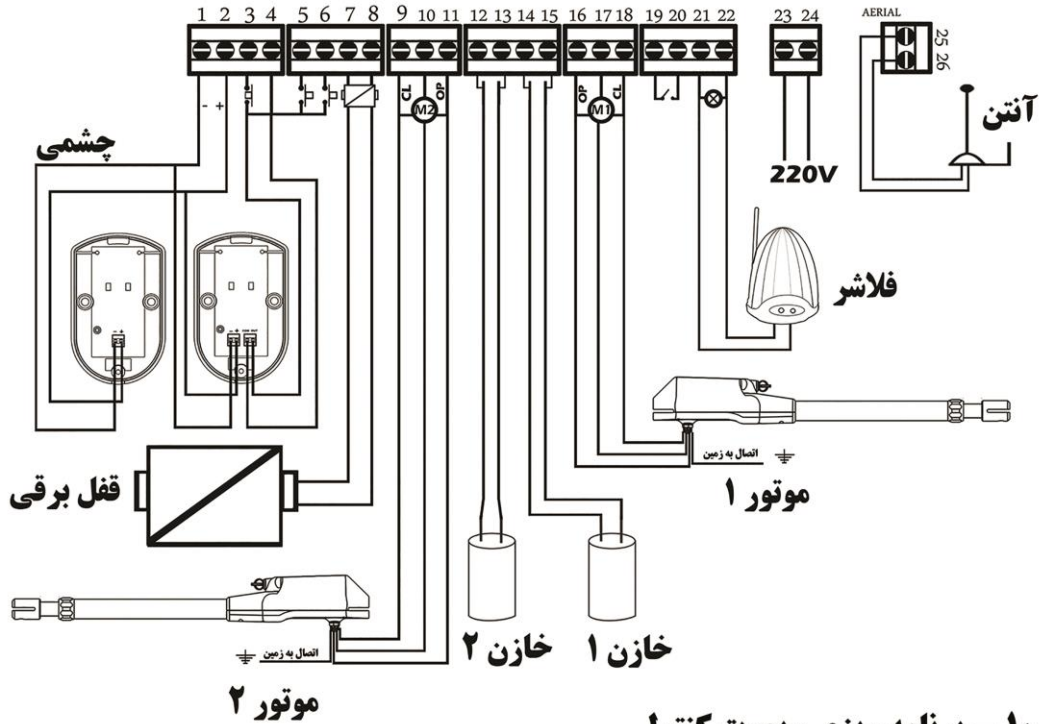 1 2 3 4 5 6 7 8 9 10 11 12 13 14 15 16 17 18 19 20 21 22 23 24
AERIAL
25
26
- +
CL M2 OP
OP M1 CL
آنتن
220V
چشمی
فلاشر
- +
- + COM OUT
اتصال به زمین
موتور ۱
قفل برقی
خازن ۲
خازن ۱
اتصال به زمین
موتور ۲